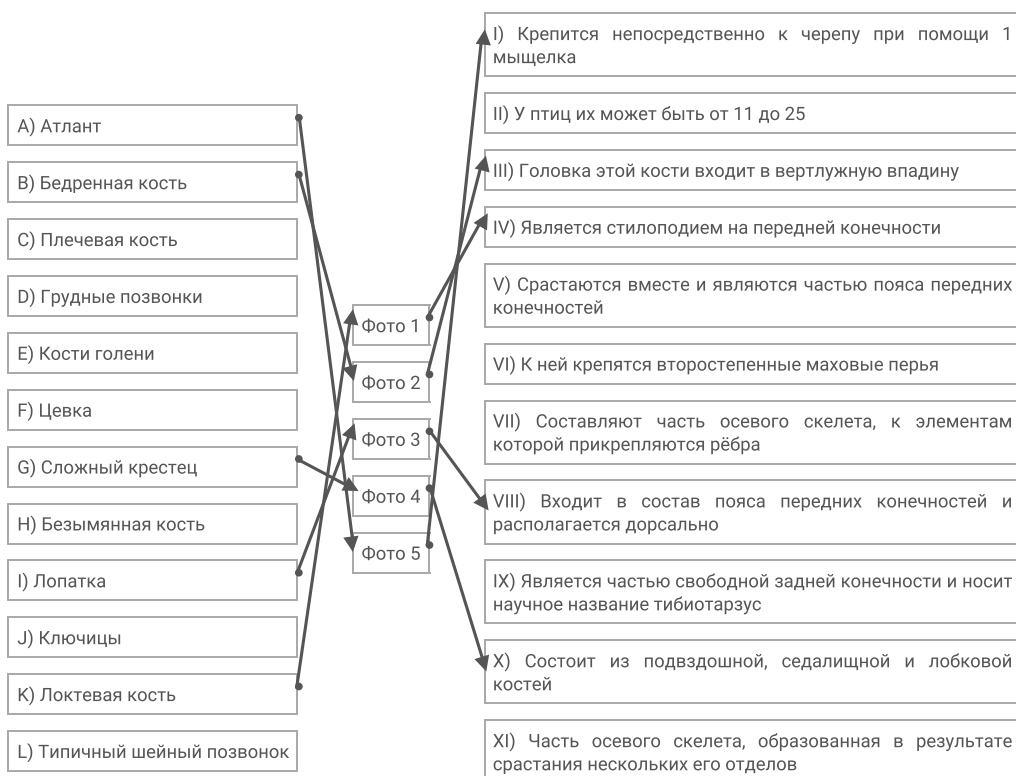 A) Атлант
B) Бедренная кость
C) Плечевая кость
D) Грудные позвонки
E) Кости голени
F) Цевка
G) Сложный крестец
H) Безымянная кость
I) Лопатка
J) Ключицы
K) Локтевая кость
L) Типичный шейный позвонок
Фото 1
Фото 2
Фото 3
Фото 4
Фото 5
I) Крепится непосредственно к черепу при помощи 1
мыщелка
II) У птиц их может быть от 11 до 25
III) Головка этой кости входит в вертлужную впадину
IV) Является стилоподием на передней конечности
V) Срастаются вместе и являются частью пояса передних
конечностей
VI) К ней крепятся второстепенные маховые перья
VII) Составляют часть осевого скелета, к элементам
которой прикрепляются рёбра
VIII) Входит в состав пояса передних конечностей и
располагается дорсально
IX) Является частью свободной задней конечности и носит
научное название тибиотарзус
X) Состоит из подвздошной, седалищной и лобковой
костей
XI) Часть осевого скелета, образованная в результате
срастания нескольких его отделов